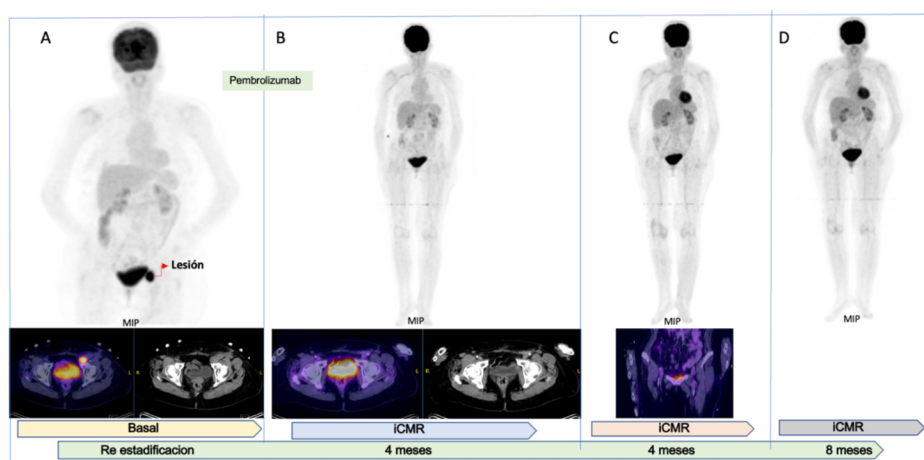 A
B
C
D
Pembrolizumab
Lesión
MIP
MIP
MIP
MIP
R
L
R
L
L
R
L
Basal
iCMR
iCMR
iCMR
Re estadificacion
4 meses
4 meses
8 meses